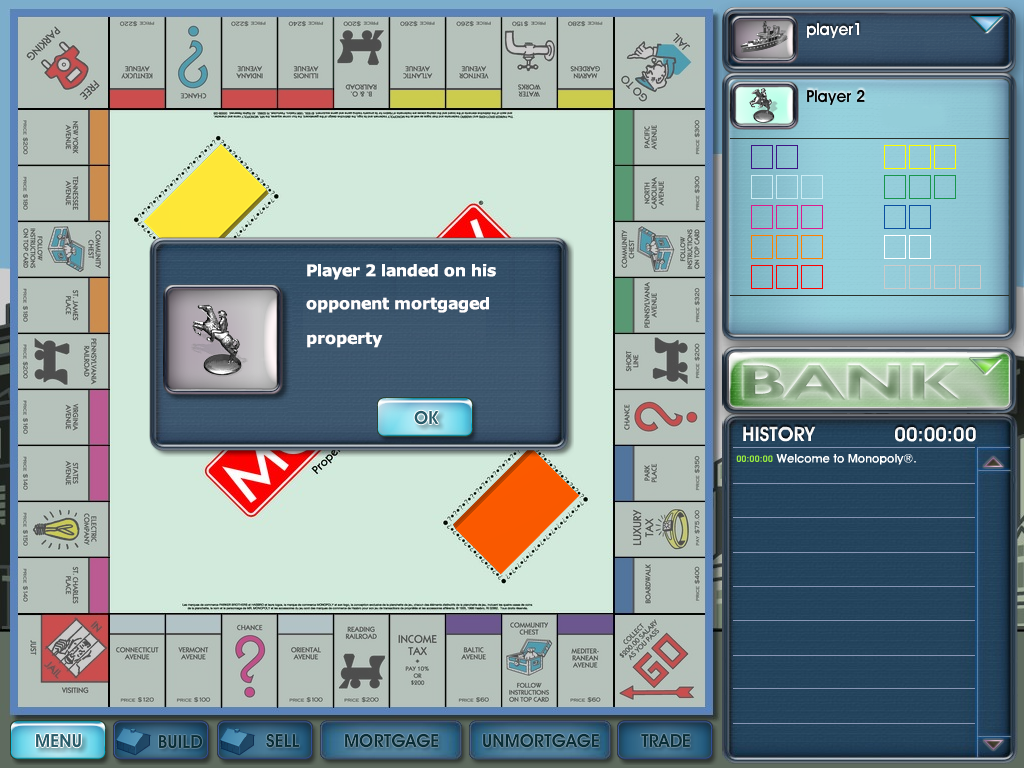 FREE
PARKING
KENTUCKY
AVENUE
PRICE $220
CHANCE
INDIANA
AVENUE
PRICE $220
ILLINOIS
AVENUE
PRICE $240
B. & O.
RAILROAD
PRICE $200
ATLANTIC
AVENUE
PRICE $260
VENTNOR
AVENUE
PRICE $260
WATER
WORKS
PRICE $150
MARVIN
GARDENS
PRICE $280
GO TO
JAIL
NEW YORK
AVENUE
PRICE $200
TENNESSEE
AVENUE
PRICE $180
COMMUNITY
CHEST
FOLLOW
INSTRUCTIONS
ON TOP CARD
ST. JAMES
PLACE
PRICE $180
PENNSYLVANIA
RAILROAD
PRICE $200
VIRGINIA
AVENUE
PRICE $160
STATES
AVENUE
PRICE $140
ELECTRIC
COMPANY
PRICE $150
ST. CHARLES
PLACE
PRICE $140
PACIFIC
AVENUE
PRICE $300
NORTH
CAROLINA
AVENUE
PRICE $300
COMMUNITY
CHEST
FOLLOW
INSTRUCTIONS
ON TOP CARD
PENNSYLVANIA
AVENUE
PRICE $320
SHORT
LINE
PRICE $200
CHANCE
PARK
PLACE
PRICE $350
LUXURY
TAX
PAY $75.00
BOARDWALK
PRICE $400
Player 2 landed on his
opponent mortgaged
property
OK
MO
Prope
JUST
IN
JAIL
VISITING
CONNECTICUT
AVENUE
PRICE $120
VERMONT
AVENUE
PRICE $100
CHANCE
ORIENTAL
AVENUE
PRICE $100
READING
RAILROAD
PRICE $200
INCOME
TAX
PAY 10%
OR
$200
BALTIC
AVENUE
PRICE $60
COMMUNITY
CHEST
FOLLOW
INSTRUCTIONS
ON TOP CARD
MEDITER-
RANEAN
AVENUE
PRICE $60
COLLECT
$200.00 SALARY
AS YOU PASS
GO
player1
Player 2
BANK
HISTORY 00:00:00
00:00:00 Welcome to Monopoly®.
MENU BUILD SELL MORTGAGE UNMORTGAGE TRADE